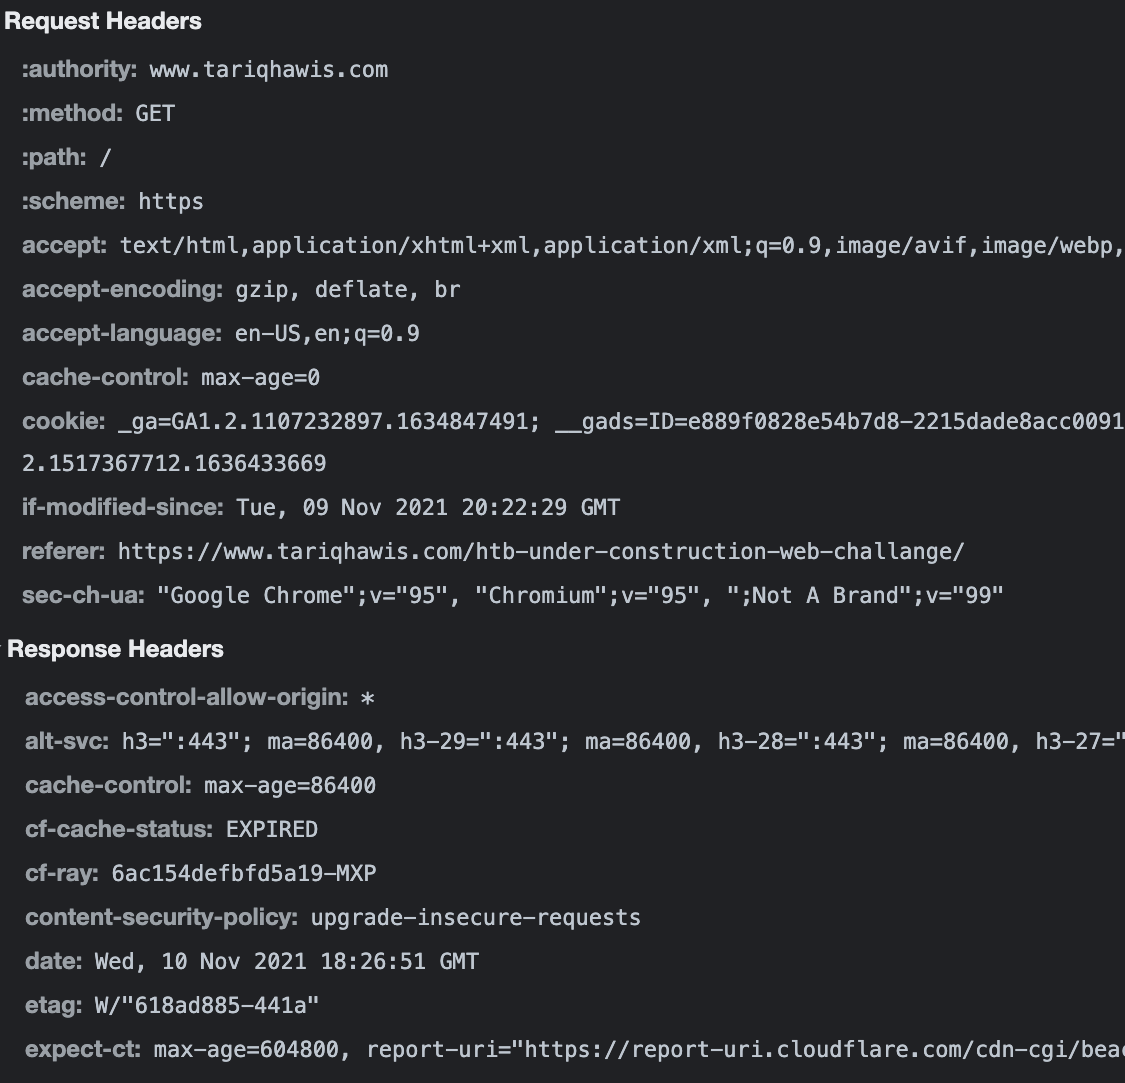 Request Headers
:authority: www.tariqhawis.com
:method: GET
:path: /
:scheme: https
accept: text/html,application/xhtml+xml,application/xml;q=0.9,image/avif,image/webp,
accept-encoding: gzip, deflate, br
accept-language: en-US,en;q=0.9
cache-control: max-age=0
cookie: _ga=GA1.2.1107232897.1634847491; __gads=ID=e889f0828e54b7d8-2215dade8acc0091
2.1517367712.1636433669
if-modified-since: Tue, 09 Nov 2021 20:22:29 GMT
referer: https://www.tariqhawis.com/htb-under-construction-web-challange/
sec-ch-ua: "Google Chrome";v="95", "Chromium";v="95", ";Not A Brand";v="99"
Response Headers
access-control-allow-origin: *
alt-svc: h3=":443"; ma=86400, h3-29=":443"; ma=86400, h3-28=":443"; ma=86400, h3-27="
cache-control: max-age=86400
cf-cache-status: EXPIRED
cf-ray: 6ac154defbfd5a19-MXP
content-security-policy: upgrade-insecure-requests
date: Wed, 10 Nov 2021 18:26:51 GMT
etag: W/"618ad885-441a"
expect-ct: max-age=604800, report-uri="https://report-uri.cloudflare.com/cdn-cgi/beac